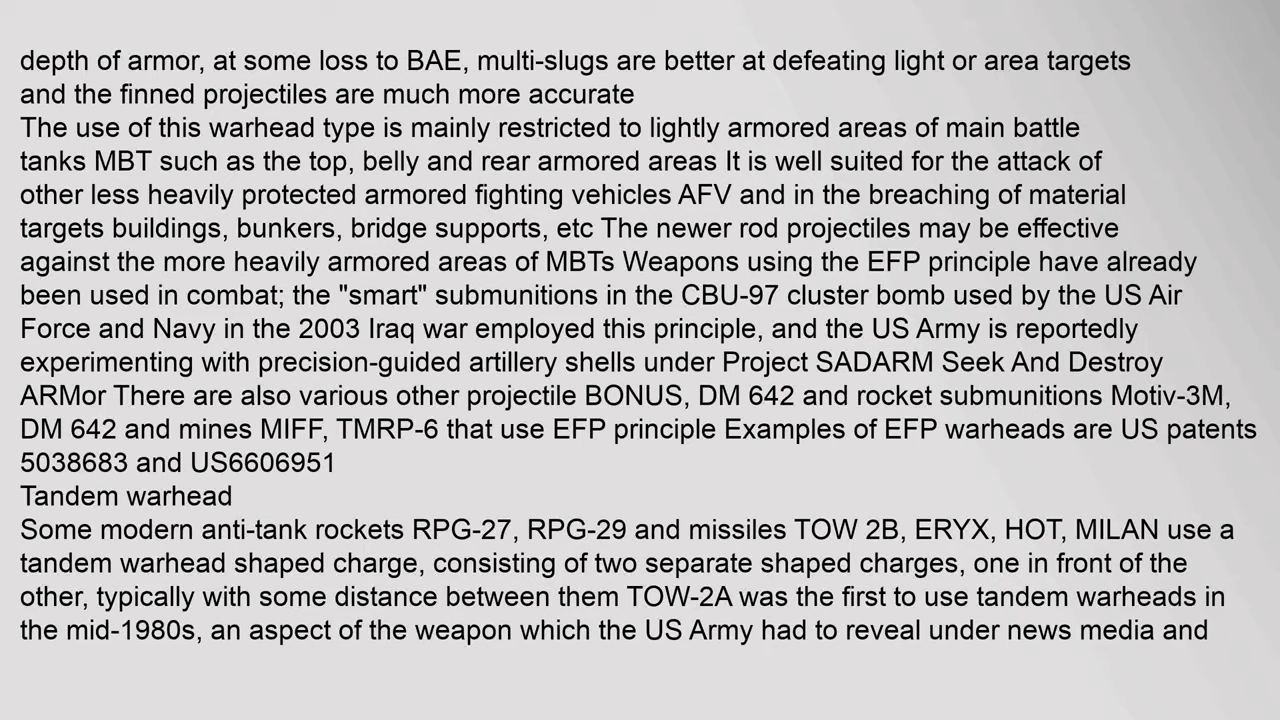 depth of armor, at some loss to BAE, multi-slugs are better at defeating light or area targets
and the finned projectiles are much more accurate
The use of this warhead type is mainly restricted to lightly armored areas of main battle
tanks MBT such as the top, belly and rear armored areas It is well suited for the attack of
other less heavily protected armored fighting vehicles AFV and in the breaching of material
targets buildings, bunkers, bridge supports, etc The newer rod projectiles may be effective
against the more heavily armored areas of MBTs Weapons using the EFP principle have already
been used in combat; the "smart" submunitions in the CBU-97 cluster bomb used by the US Air
Force and Navy in the 2003 Iraq war employed this principle, and the US Army is reportedly
experimenting with precision-guided artillery shells under Project SADARM Seek And Destroy
ARMor There are also various other projectile BONUS, DM 642 and rocket submunitions Motiv-3M,
DM 642 and mines MIFF, TMRP-6 that use EFP principle Examples of EFP warheads are US patents
5038683 and US6606951
Tandem warhead
Some modern anti-tank rockets RPG-27, RPG-29 and missiles TOW 2B, ERYX, HOT, MILAN use a
tandem warhead shaped charge, consisting of two separate shaped charges, one in front of the
other, typically with some distance between them TOW-2A was the first to use tandem warheads in
the mid-1980s, an aspect of the weapon which the US Army had to reveal under news media and